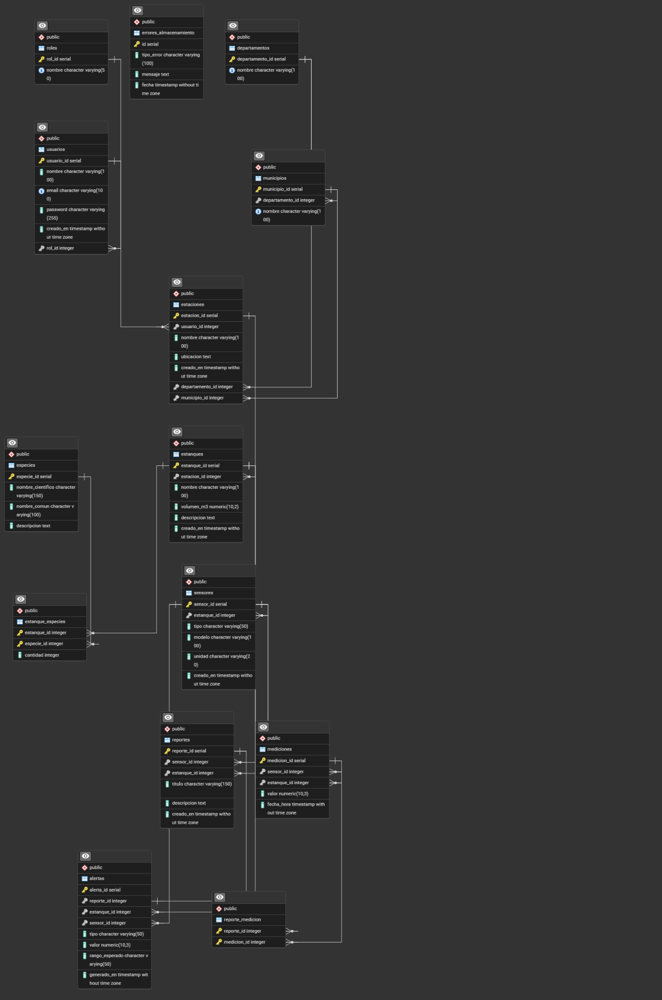 public
roles
rol_id serial
nombre character varying(5
0)
public
errores_almacenamiento
id serial
tipo_error character varying
(100)
mensaje text
fecha timestamp without ti
me zone
public
departamentos
departamento_id serial
nombre character varying(1
00)
public
usuarios
usuario_id serial
nombre character varying(1
00)
email character varying(10
0)
password character varying
(255)
creado_en timestamp witho
ut time zone
rol_id integer
public
municipios
municipio_id serial
departamento_id integer
nombre character varying(1
00)
public
estaciones
estacion_id serial
usuario_id integer
nombre character varying(1
00)
ubicacion text
creado_en timestamp witho
ut time zone
departamento_id integer
municipio_id integer
public
especies
especie_id serial
nombre_cientifico character
varying(150)
nombre_comun character v
arying(100)
descripcion text
public
estanques
estanque_id serial
estacion_id integer
nombre character varying(1
00)
volumen_m3 numeric(10,2)
descripcion text
creado_en timestamp witho
ut time zone
public
estanque_especies
estanque_id integer
especie_id integer
cantidad integer
public
sensores
sensor_id serial
estanque_id integer
tipo character varying(50)
modelo character varying(1
00)
unidad character varying(2
0)
creado_en timestamp witho
ut time zone
public
reportes
reporte_id serial
sensor_id integer
estanque_id integer
titulo character varying(150)
descripcion text
creado_en timestamp witho
ut time zone
public
mediciones
medicion_id serial
sensor_id integer
estanque_id integer
valor numeric(10,3)
fecha_hora timestamp with
out time zone
public
alertas
alerta_id serial
reporte_id integer
estanque_id integer
sensor_id integer
tipo character varying(50)
valor numeric(10,3)
rango_esperado character v
arying(50)
generado_en timestamp wit
hout time zone
public
reporte_medicion
reporte_id integer
medicion_id integer